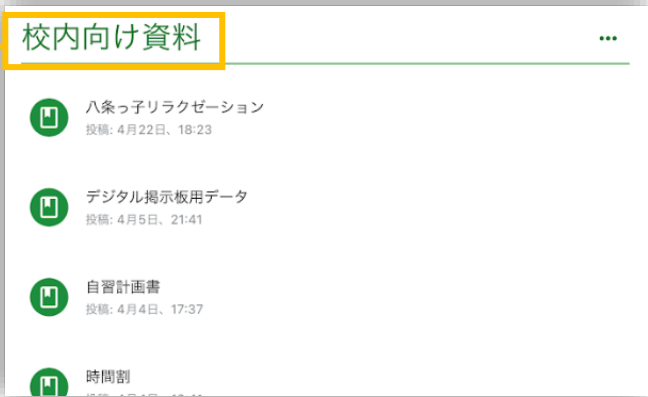 校内向け資料
八条っ子リラクゼーション
投稿: 4月22日、18:23
デジタル掲示板用データ
投稿: 4月5日、21:41
自習計画書
投稿: 4月4日、17:37
時間割